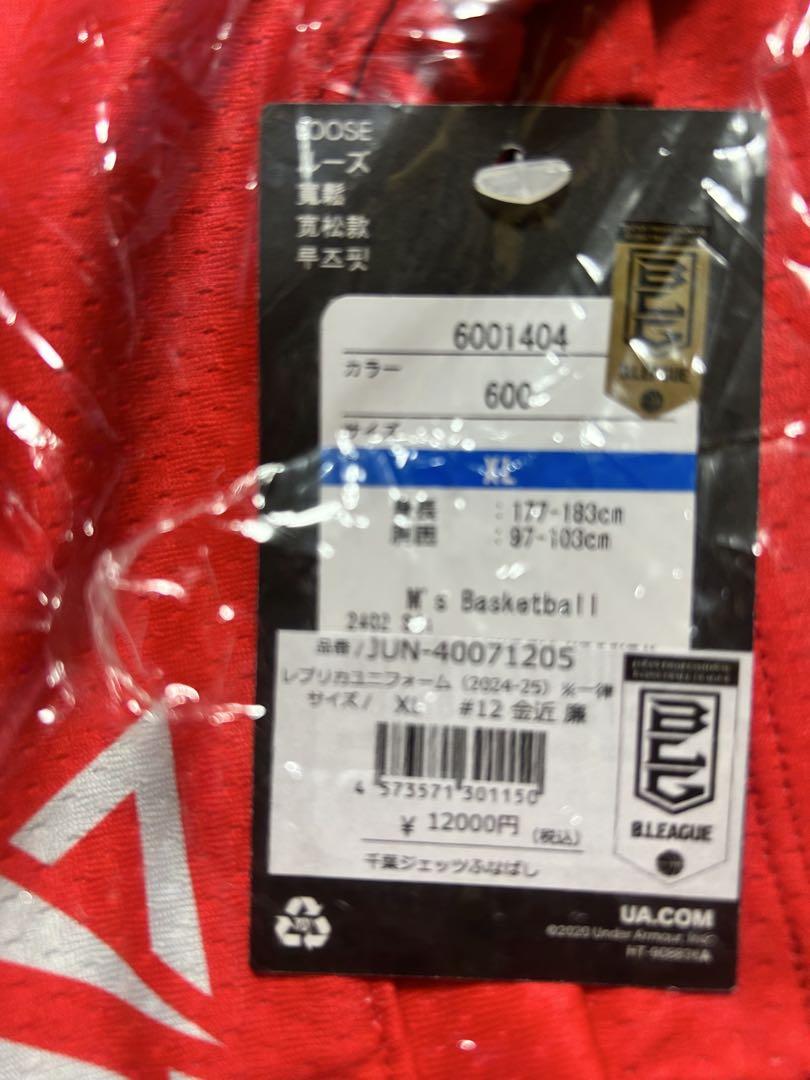 LOOSE
ルーズ
寬鬆
宽松款
루즈핏
6001404
カラー
600
サイズ
XL
身長 : 177-183cm
胸囲 : 97-103cm
M's Basketball
2402
品番/JUN-40071205
レプリカユニフォーム (2024-25) ※一律
サイズ/ XL #12 金近 廉
4 573571 301150
¥ 12000円 (税込)
千葉ジェッツふなばし
B.LEAGUE
B.LEAGUE
UA.COM
©2020 Under Armour, Inc.